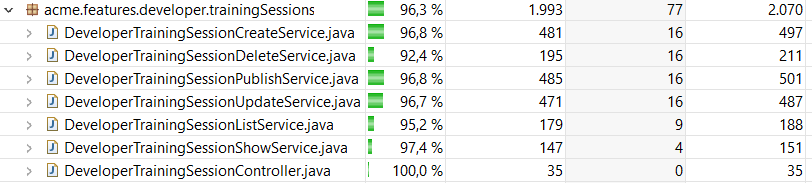 acme.features.developer.trainingSessions 96,3 % 1.993 77 2.070
DeveloperTrainingSessionCreateService.java 96,8 % 481 16 497
DeveloperTrainingSessionDeleteService.java 92,4 % 195 16 211
DeveloperTrainingSessionPublishService.java 96,8 % 485 16 501
DeveloperTrainingSessionUpdateService.java 96,7 % 471 16 487
DeveloperTrainingSessionListService.java 95,2 % 179 9 188
DeveloperTrainingSessionShowService.java 97,4 % 147 4 151
DeveloperTrainingSessionController.java 100,0 % 35 0 35